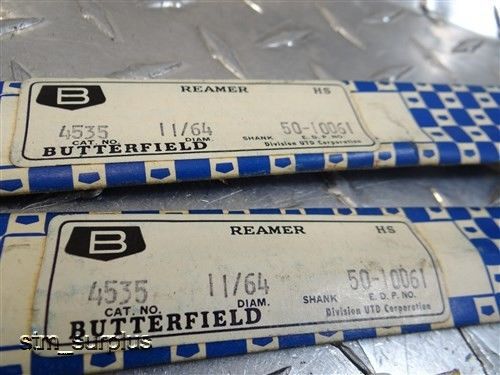 B REAMER HS
4535 11/64 50-10061
CAT. NO. DIAM. SHANK E.D.P. NO.
BUTTERFIELD Division UTD Corporation
B REAMER HS
4535 11/64 50-10061
CAT. NO. DIAM. SHANK E.D.P. NO.
BUTTERFIELD Division UTD Corporation
stm_surplus